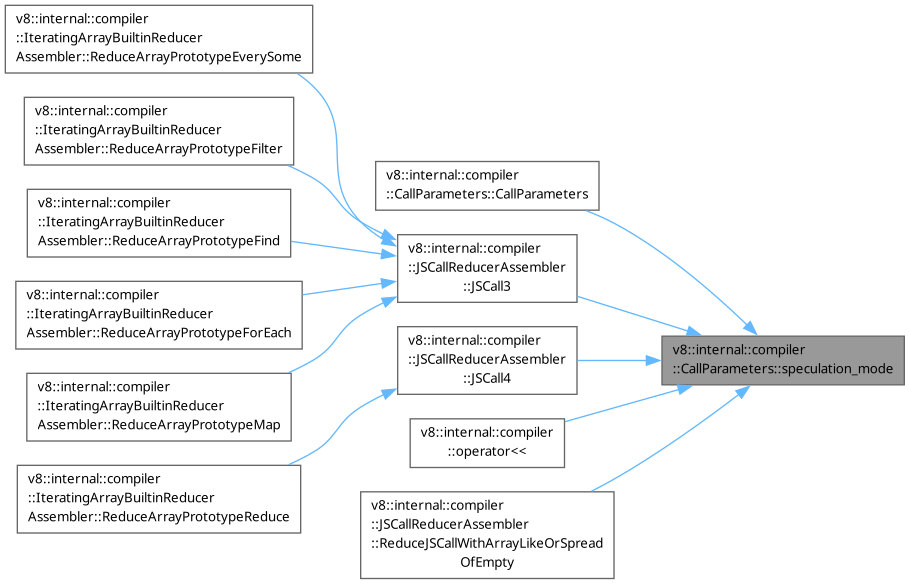 v8::internal::compiler
::IteratingArrayBuiltinReducer
Assembler::ReduceArrayPrototypeEverySome
v8::internal::compiler
::IteratingArrayBuiltinReducer
Assembler::ReduceArrayPrototypeFilter
v8::internal::compiler
::IteratingArrayBuiltinReducer
Assembler::ReduceArrayPrototypeFind
v8::internal::compiler
::IteratingArrayBuiltinReducer
Assembler::ReduceArrayPrototypeForEach
v8::internal::compiler
::IteratingArrayBuiltinReducer
Assembler::ReduceArrayPrototypeMap
v8::internal::compiler
::IteratingArrayBuiltinReducer
Assembler::ReduceArrayPrototypeReduce
v8::internal::compiler
::CallParameters::CallParameters
v8::internal::compiler
::JSCallReducerAssembler
::JSCall3
v8::internal::compiler
::JSCallReducerAssembler
::JSCall4
v8::internal::compiler
::operator<<
v8::internal::compiler
::JSCallReducerAssembler
::ReduceJSCallWithArrayLikeOrSpread
OfEmpty
v8::internal::compiler
::CallParameters::speculation_mode